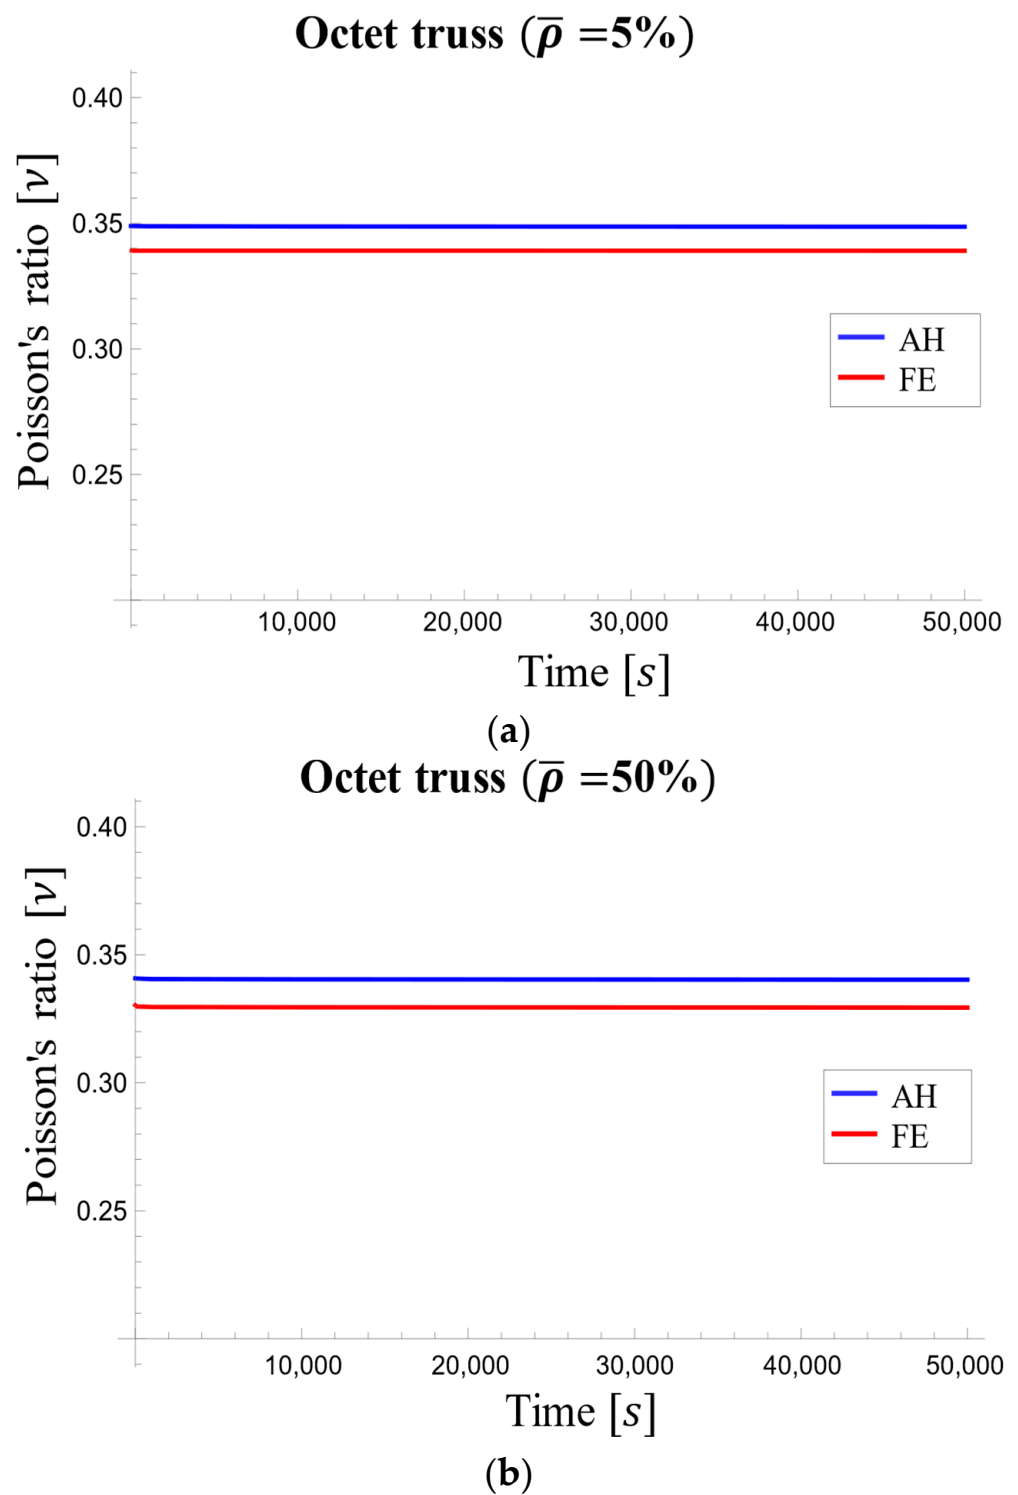 Octet truss (ρ̅ =5%)
0.40
0.35
0.30
0.25
Poisson's ratio [ν]
AH
FE
10,000 20,000 30,000 40,000 50,000
Time [s]
(a)
Octet truss (ρ̅ =50%)
0.40
0.35
0.30
0.25
Poisson's ratio [ν]
AH
FE
10,000 20,000 30,000 40,000 50,000
Time [s]
(b)